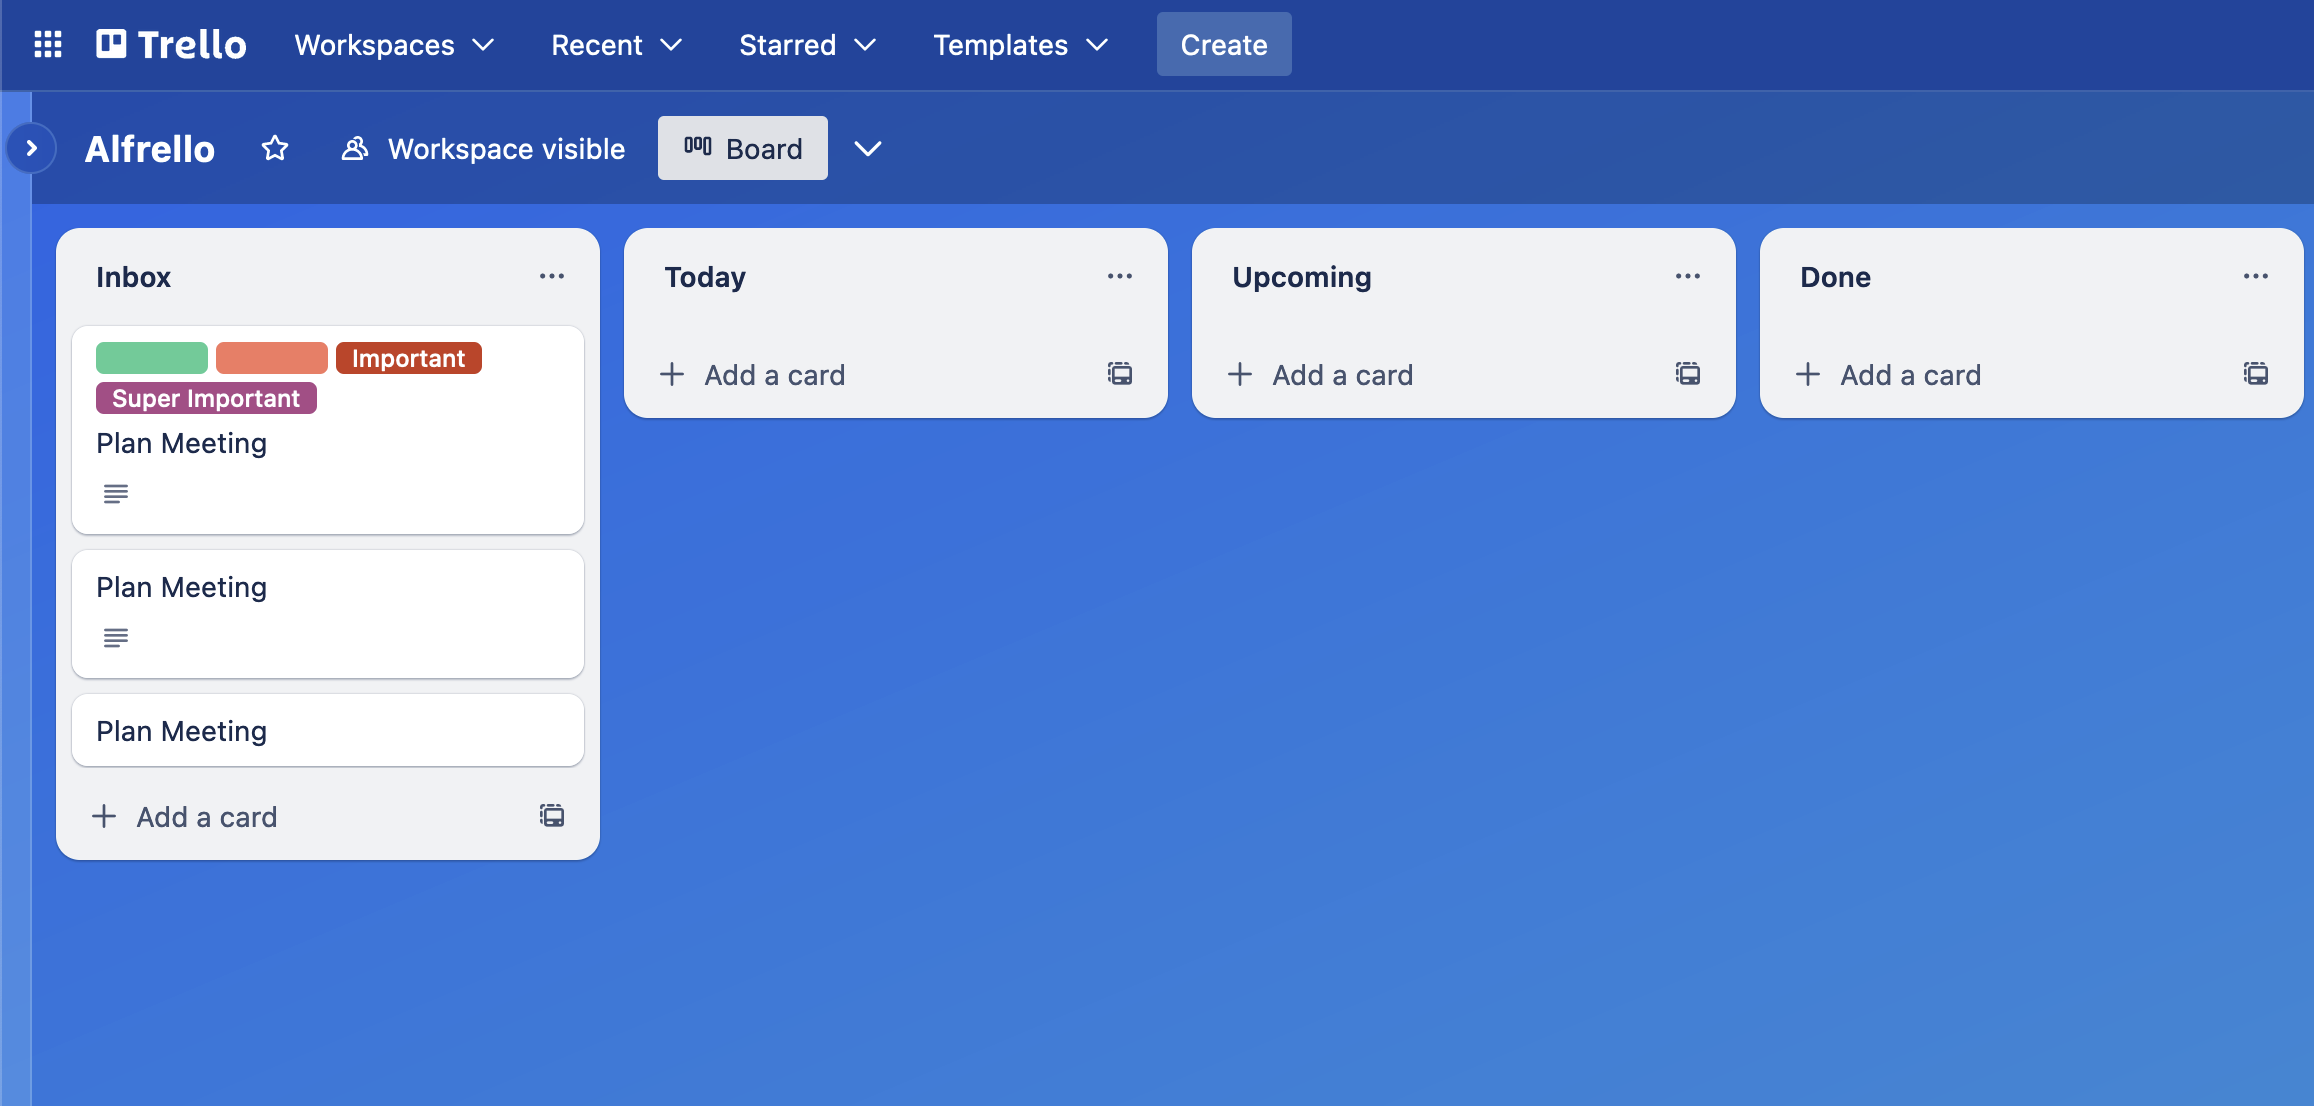 Trello Workspaces Recent Starred Templates Create
Alfrello Workspace visible Board
Inbox
Important
Super Important
Plan Meeting
Plan Meeting
Plan Meeting
Add a card
Today
Add a card
Upcoming
Add a card
Done
Add a card